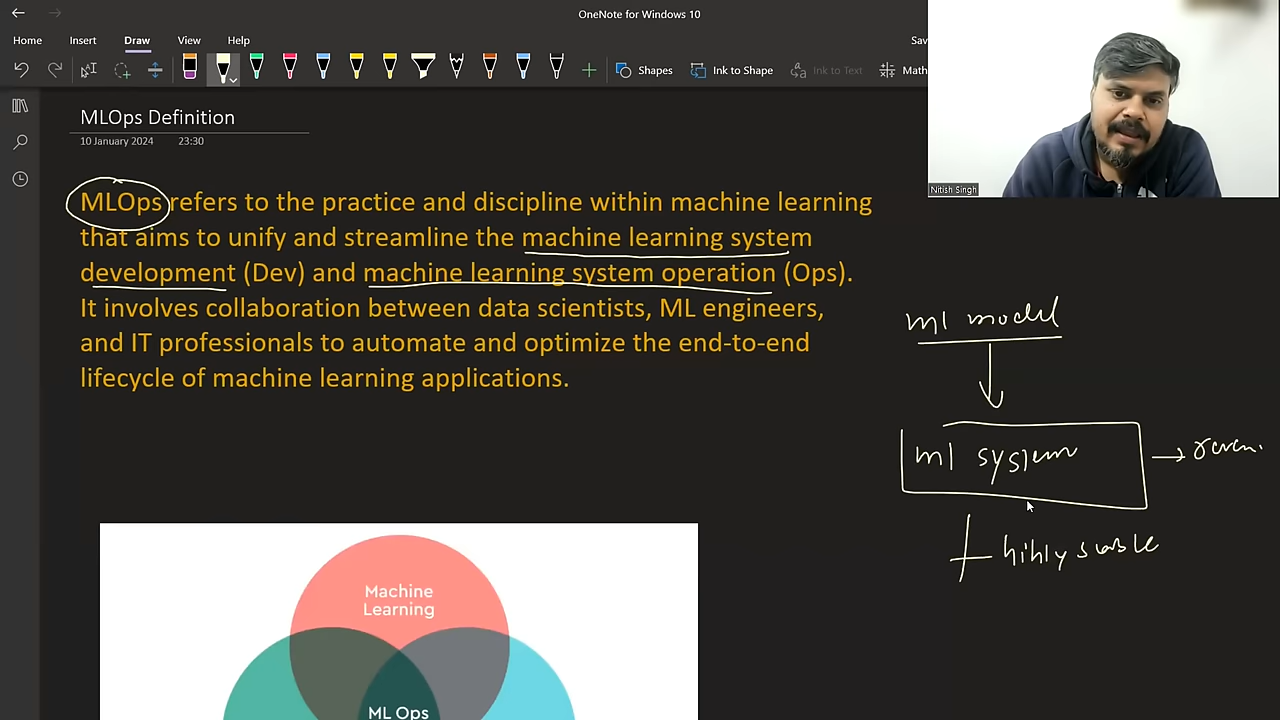 OneNote for Windows 10
Home Insert Draw View Help
Sav
Shapes Ink to Shape Ink to Text Math
MLOps Definition
10 January 2024 23:30
Nitish Singh
MLOps refers to the practice and discipline within machine learning
that aims to unify and streamline the machine learning system
development (Dev) and machine learning system operation (Ops).
It involves collaboration between data scientists, ML engineers,
and IT professionals to automate and optimize the end-to-end
lifecycle of machine learning applications.
ml model
ml system
highly
Machine
Learning
ML Ops